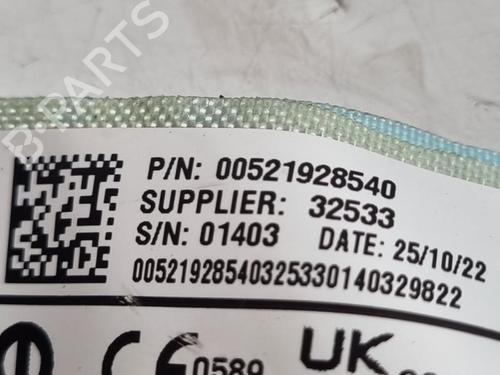 B-PARTS
P/N: 00521928540
SUPPLIER: 32533
S/N: 01403 DATE: 25/10/22
00521928540325330140329822
CE 0589
UK